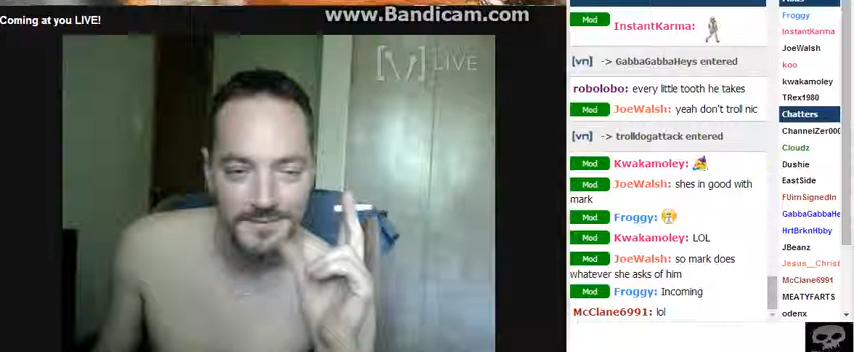 www.Bandicam.com
Coming at you LIVE!
[V] LIVE
Mod InstantKarma:
[vn] -> GabbaGabbaHeys entered
robolobo: every little tooth he takes
Mod JoeWalsh: yeah don't troll nic
[vn] -> trolldogattack entered
Mod Kwakamoley:
Mod JoeWalsh: shes in good with
mark
Mod Froggy:
Mod Kwakamoley: LOL
Mod JoeWalsh: so mark does
whatever she asks of him
Mod Froggy: Incoming
McClane6991: lol
Froggy
InstantKarma
JoeWalsh
koo
kwakamoley
TRex1980
Chatters
ChannelZer000
Cloudz
Dushie
EastSide
FUimSignedIn
GabbaGabbaHe
HrtBrknHbby
JBeanz
Jesus__Christ
McClane6991
MEATYFARTS
odenx